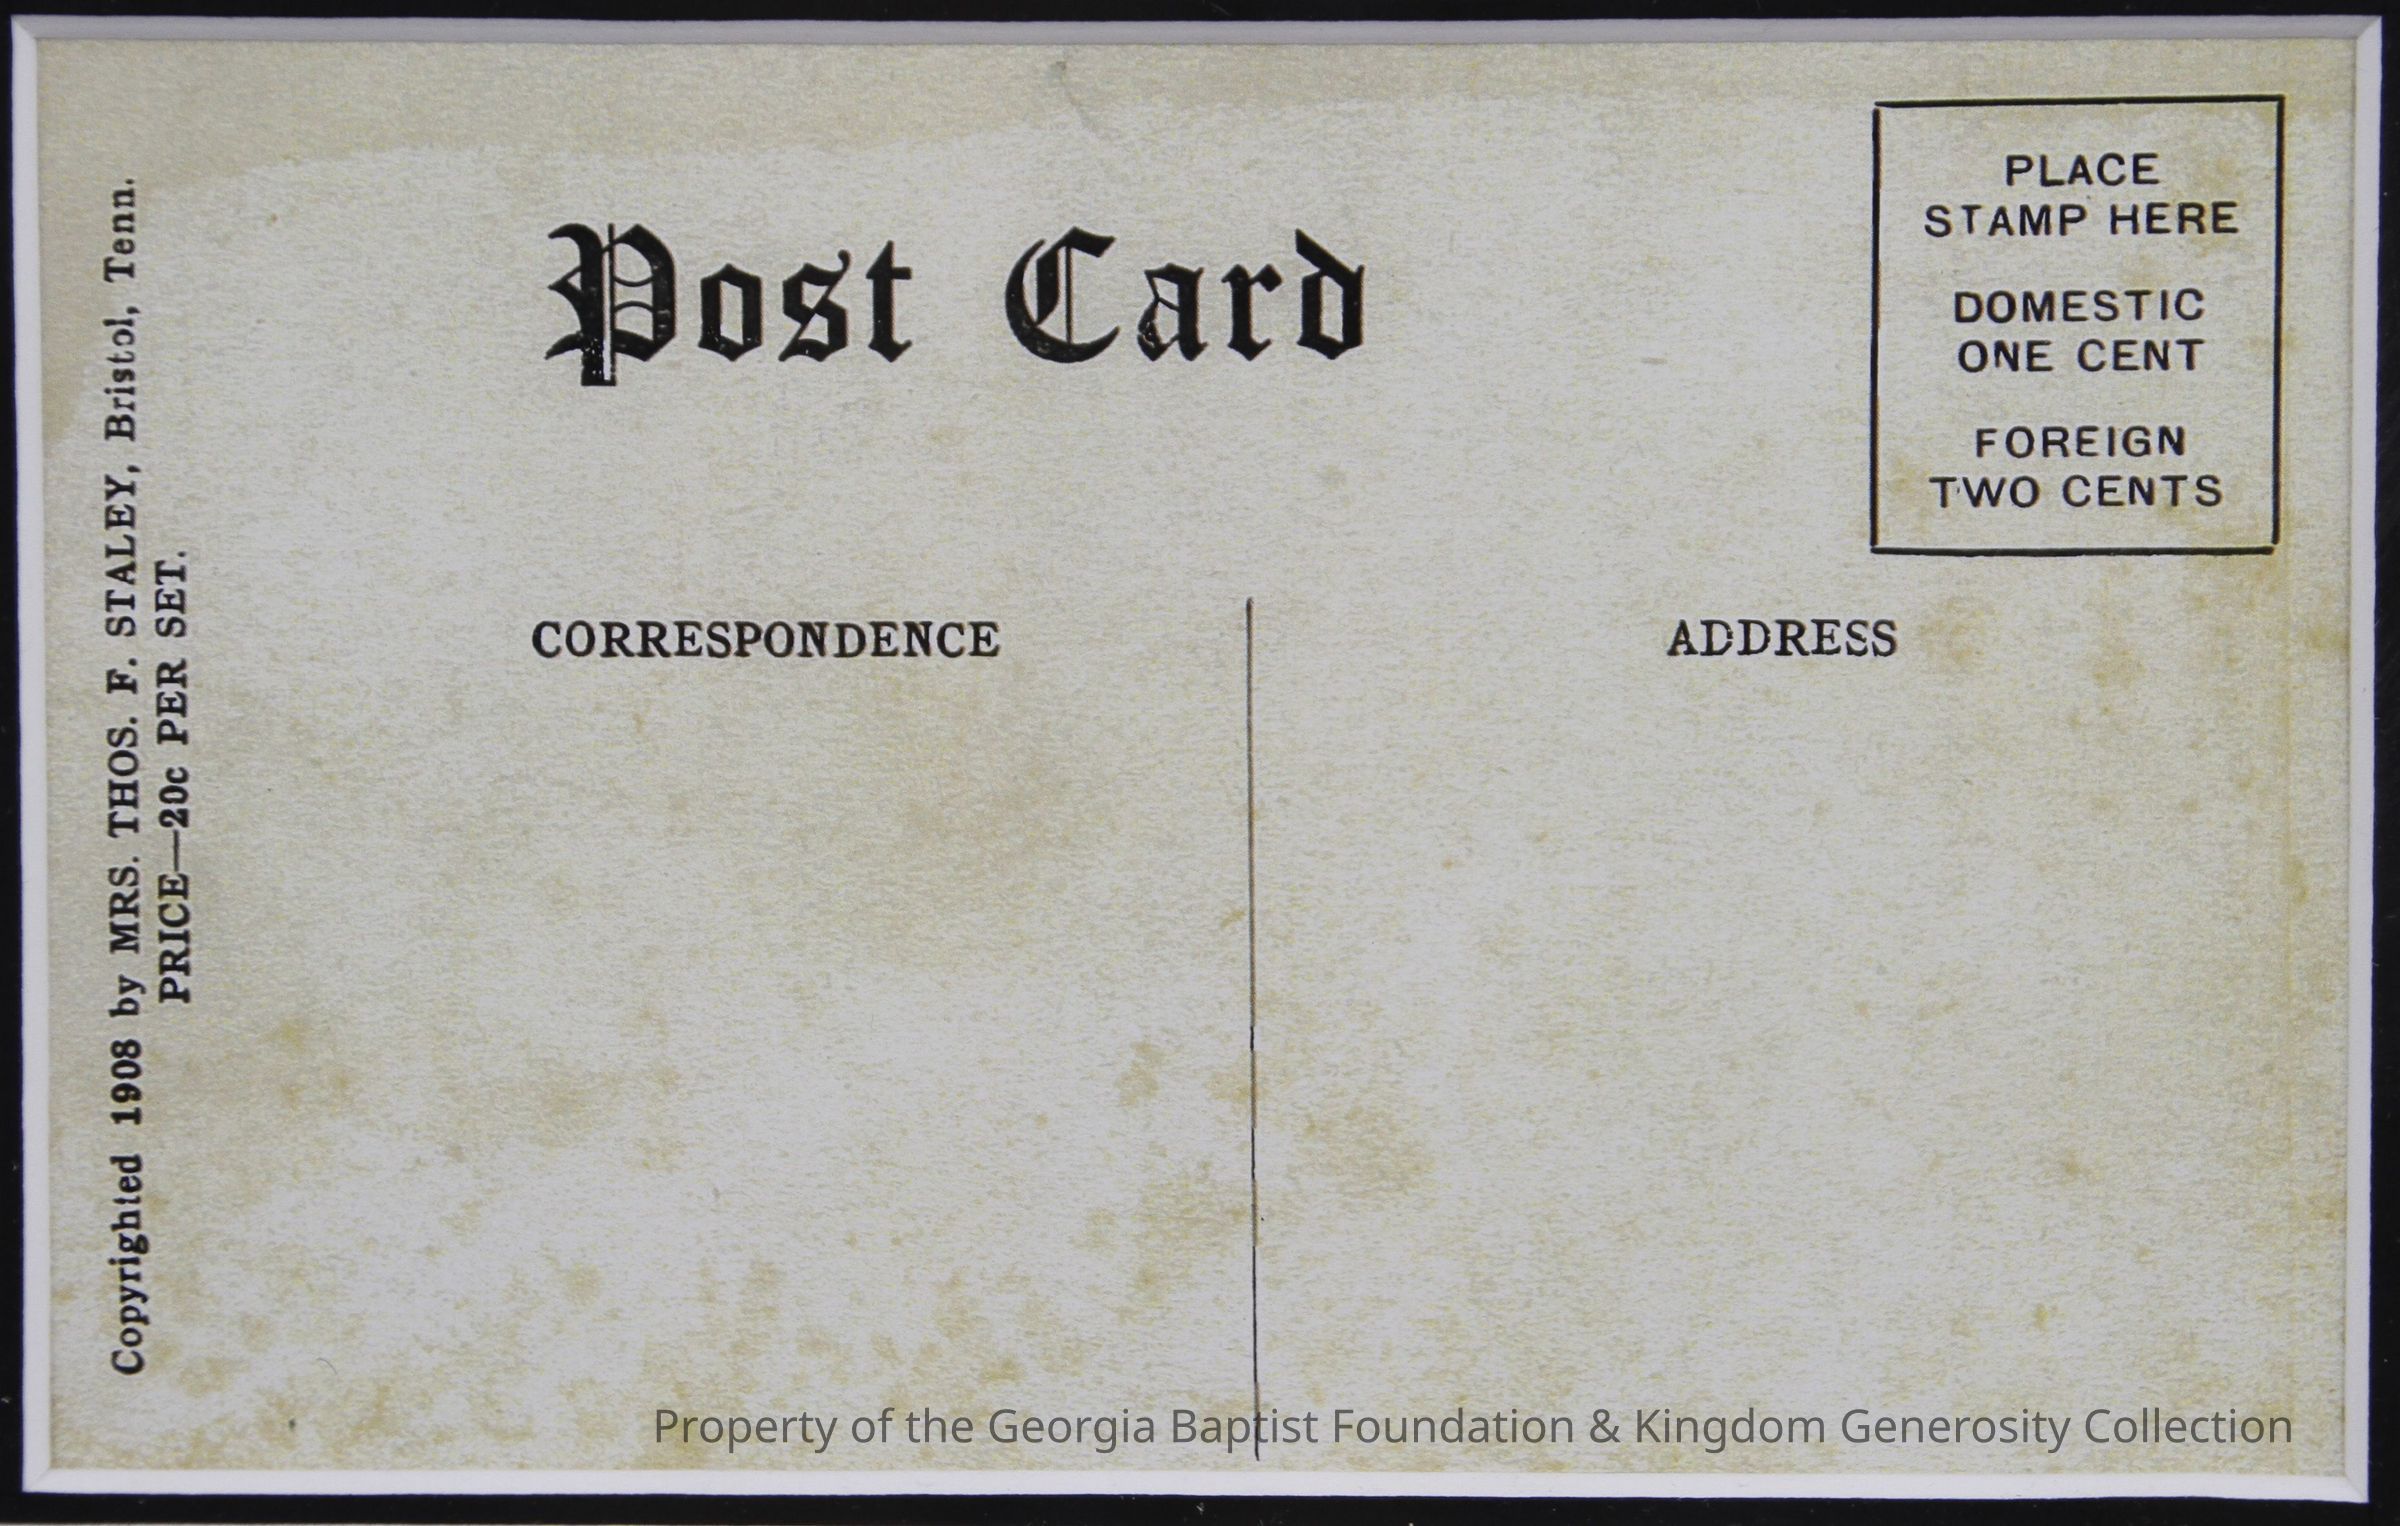 Copyrighted 1908 by MRS. THOS. F. STALEY, Bristol, Tenn.
PRICE—20c PER SET.
Post Card
PLACE
STAMP HERE
DOMESTIC
ONE CENT
FOREIGN
TWO CENTS
CORRESPONDENCE
ADDRESS
Property of the Georgia Baptist Foundation & Kingdom Generosity Collection